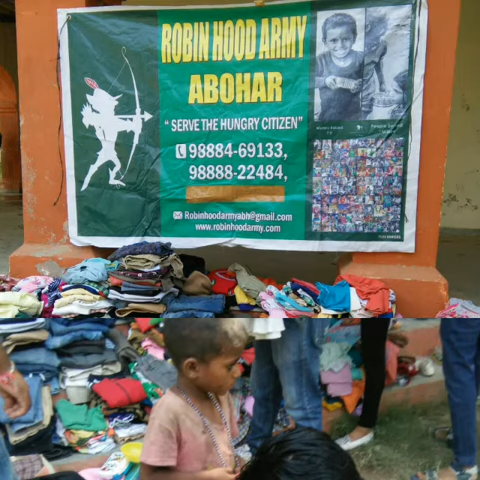 ROBIN HOOD ARMY
ABOHAR
" SERVE THE HUNGRY CITIZEN"
98884-69133,
98888-22484,
Robinhoodarmyabh@gmail.com
www.robinhoodarmy.com